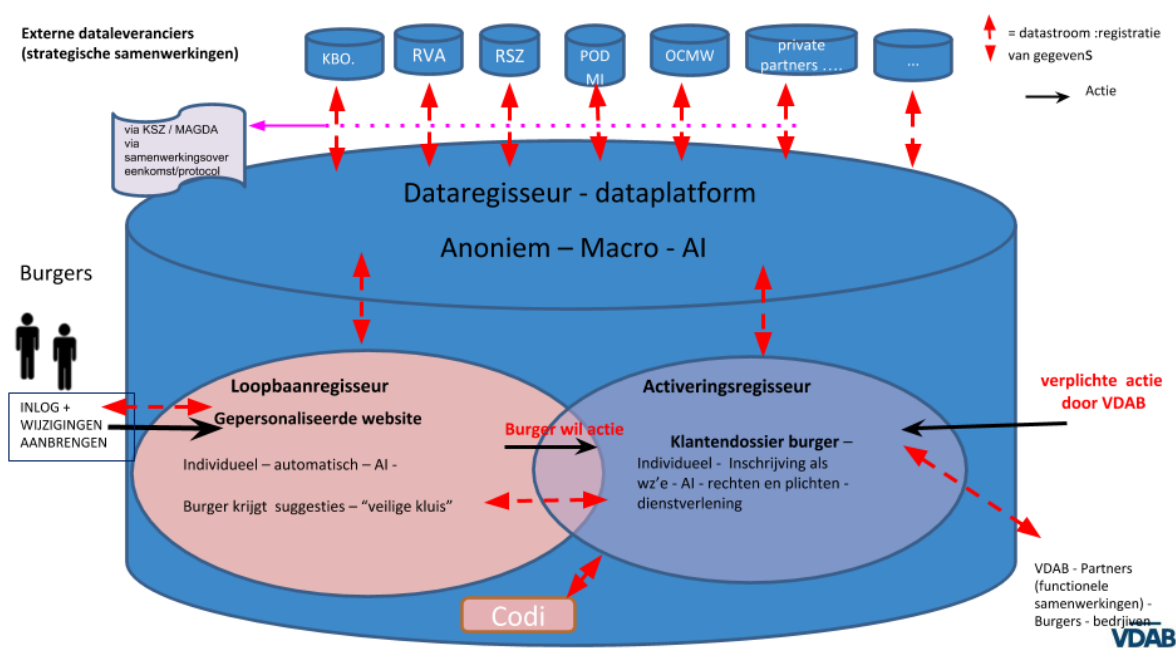 Externe dataleveranciers
(strategische samenwerkingen)
KBO.
RVA
RSZ
POD
MI
OCMW
private
partners ....
...
= datastroom :registratie
van gegevenS
Actie
via KSZ / MAGDA
via
samenwerkingsover
eenkomst/protocol
Dataregisseur - dataplatform
Anoniem – Macro - AI
Burgers
INLOG +
WIJZIGINGEN
AANBRENGEN
Loopbaanregisseur
Gepersonaliseerde website
Individueel – automatisch – AI -
Burger krijgt suggesties – “veilige kluis”
Burger wil actie
Activeringsregisseur
Klantendossier burger –
Individueel - Inschrijving als
wz'e - AI - rechten en plichten -
dienstverlening
verplichte actie
door VDAB
Codi
VDAB - Partners
(functionele
samenwerkingen) -
Burgers - bedrijven
VDAB